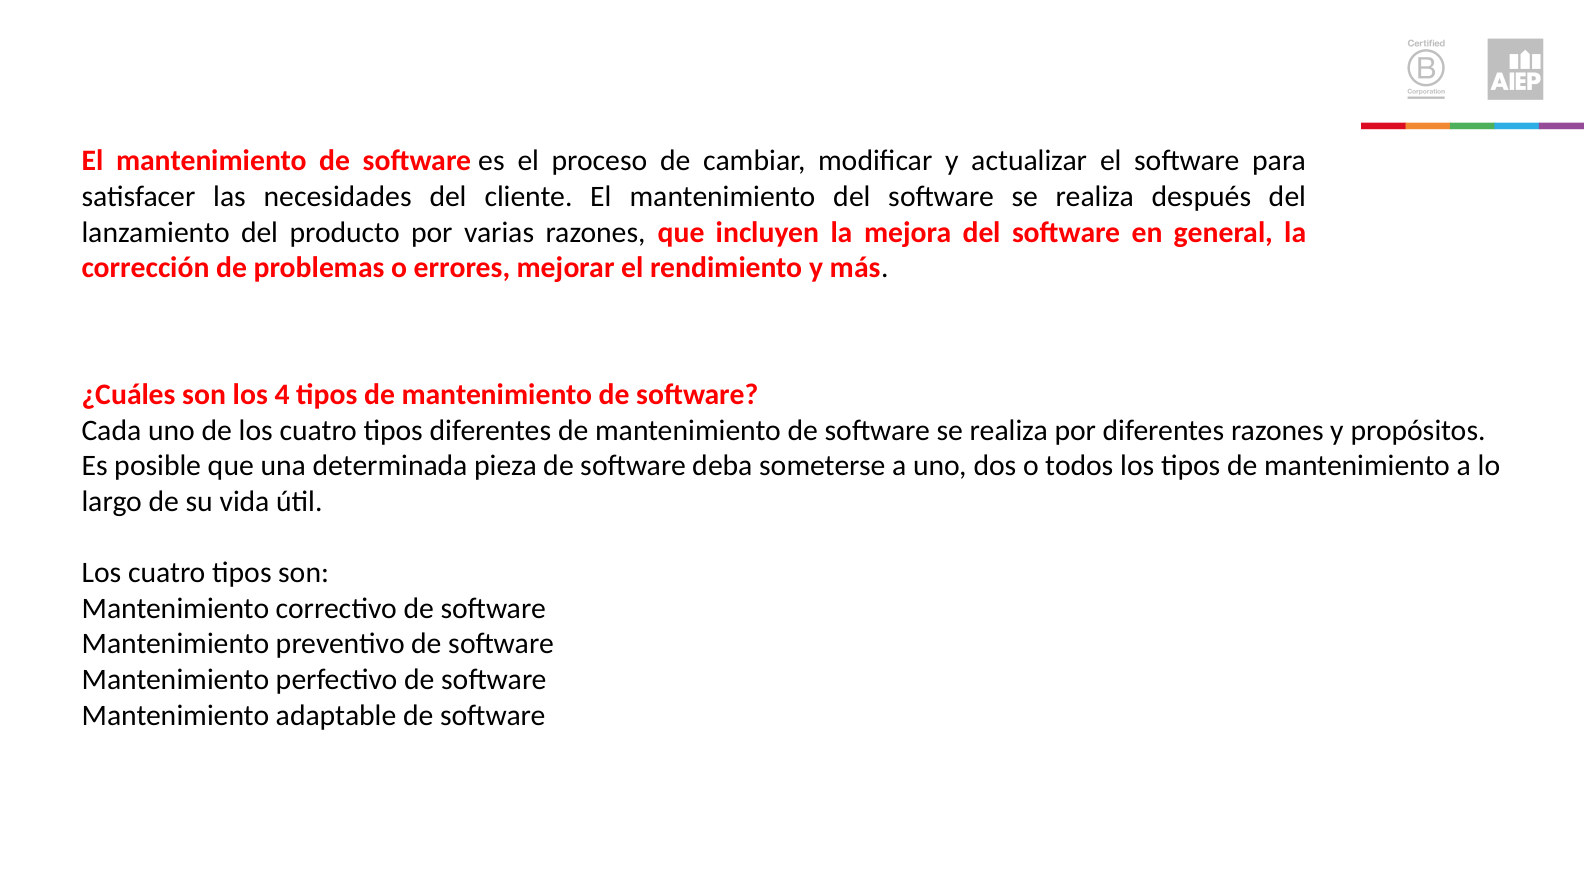 Certified
B
Corporation
AIEP
El mantenimiento de software es el proceso de cambiar, modificar y actualizar el software para
satisfacer las necesidades del cliente. El mantenimiento del software se realiza después del
lanzamiento del producto por varias razones, que incluyen la mejora del software en general, la
corrección de problemas o errores, mejorar el rendimiento y más.
¿Cuáles son los 4 tipos de mantenimiento de software?
Cada uno de los cuatro tipos diferentes de mantenimiento de software se realiza por diferentes razones y propósitos.
Es posible que una determinada pieza de software deba someterse a uno, dos o todos los tipos de mantenimiento a lo
largo de su vida útil.
Los cuatro tipos son:
Mantenimiento correctivo de software
Mantenimiento preventivo de software
Mantenimiento perfectivo de software
Mantenimiento adaptable de software